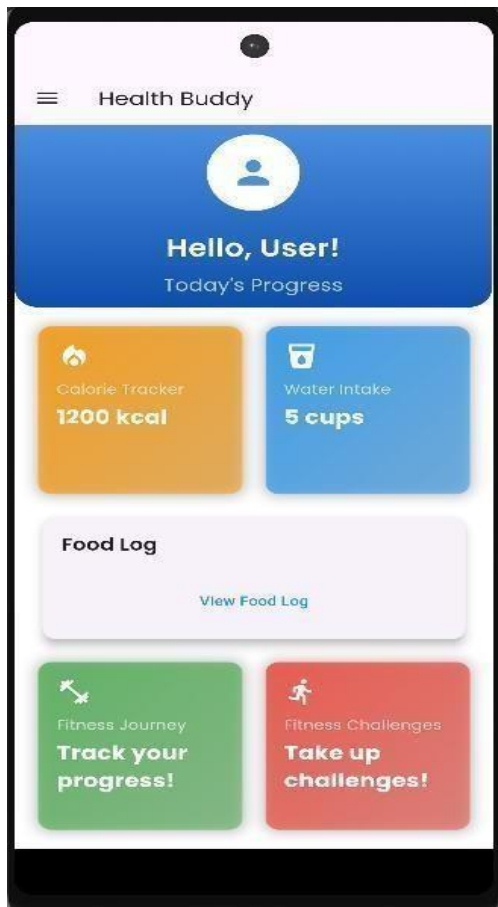 Health Buddy
Hello, User!
Today's Progress
Calorie Tracker
1200 kcal
Water Intake
5 cups
Food Log
View Food Log
Fitness Journey
Track your
progress!
Fitness Challenges
Take up
challenges!